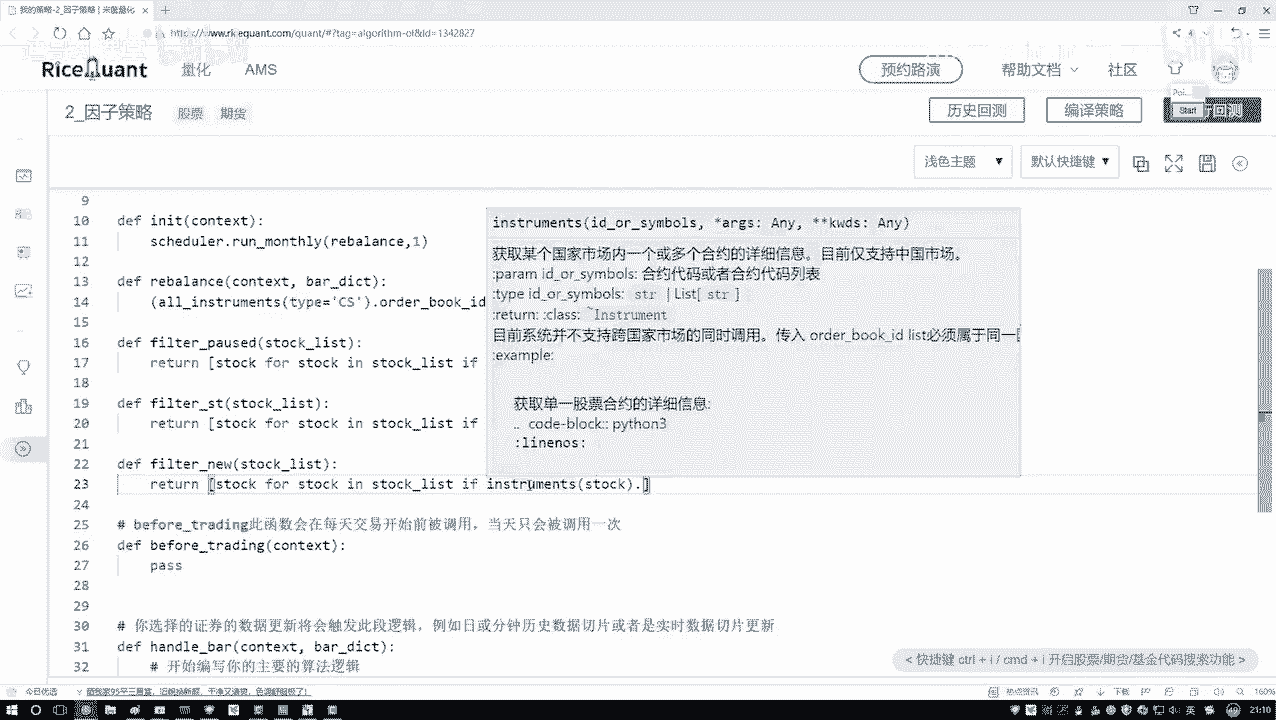 我的策略-2_因子策略 | 米筐量化
https://www.ricequant.com/quant/#?tag=algorithm-of&id=1342827
RiceQuant 量化 AMS 预约路演 帮助文档 社区
2_因子策略 股票 期货 历史回测 编译策略 Start
浅色主题 默认快捷键
9
10 def init(context):
11 scheduler.run_monthly(rebalance,1)
12
13 def rebalance(context, bar_dict):
14 (all_instruments(type='CS').order_book_id
15
16 def filter_paused(stock_list):
17 return [stock for stock in stock_list if
18
19 def filter_st(stock_list):
20 return [stock for stock in stock_list if
21
22 def filter_new(stock_list):
23 return [stock for stock in stock_list if instruments(stock).]
24
25 # before_trading此函数会在每天交易开始前被调用，当天只会被调用一次
26 def before_trading(context):
27 pass
28
29
30 # 你选择的证券的数据更新将会触发此段逻辑，例如日或分钟历史数据切片或者是实时数据切片更新
31 def handle_bar(context, bar_dict):
32 # 开始编写你的主要的算法逻辑
instruments(id_or_symbols, *args: Any, **kwds: Any)
获取某个国家市场内一个或多个合约的详细信息。目前仅支持中国市场。
:param id_or_symbols: 合约代码或者合约代码列表
:type id_or_symbols: str | List[ str ]
:return: :class: `Instrument
目前系统并不支持跨国家市场的同时调用。传入 order_book_id list必须属于同一
:example:
获取单一股票合约的详细信息:
.. code-block:: python3
:linenos:
< 快捷键 ctrl + i / cmd + i 开启股票/期货/基金代码搜索功能 >
今日优选
热点资讯 下载 160%
英 21:10